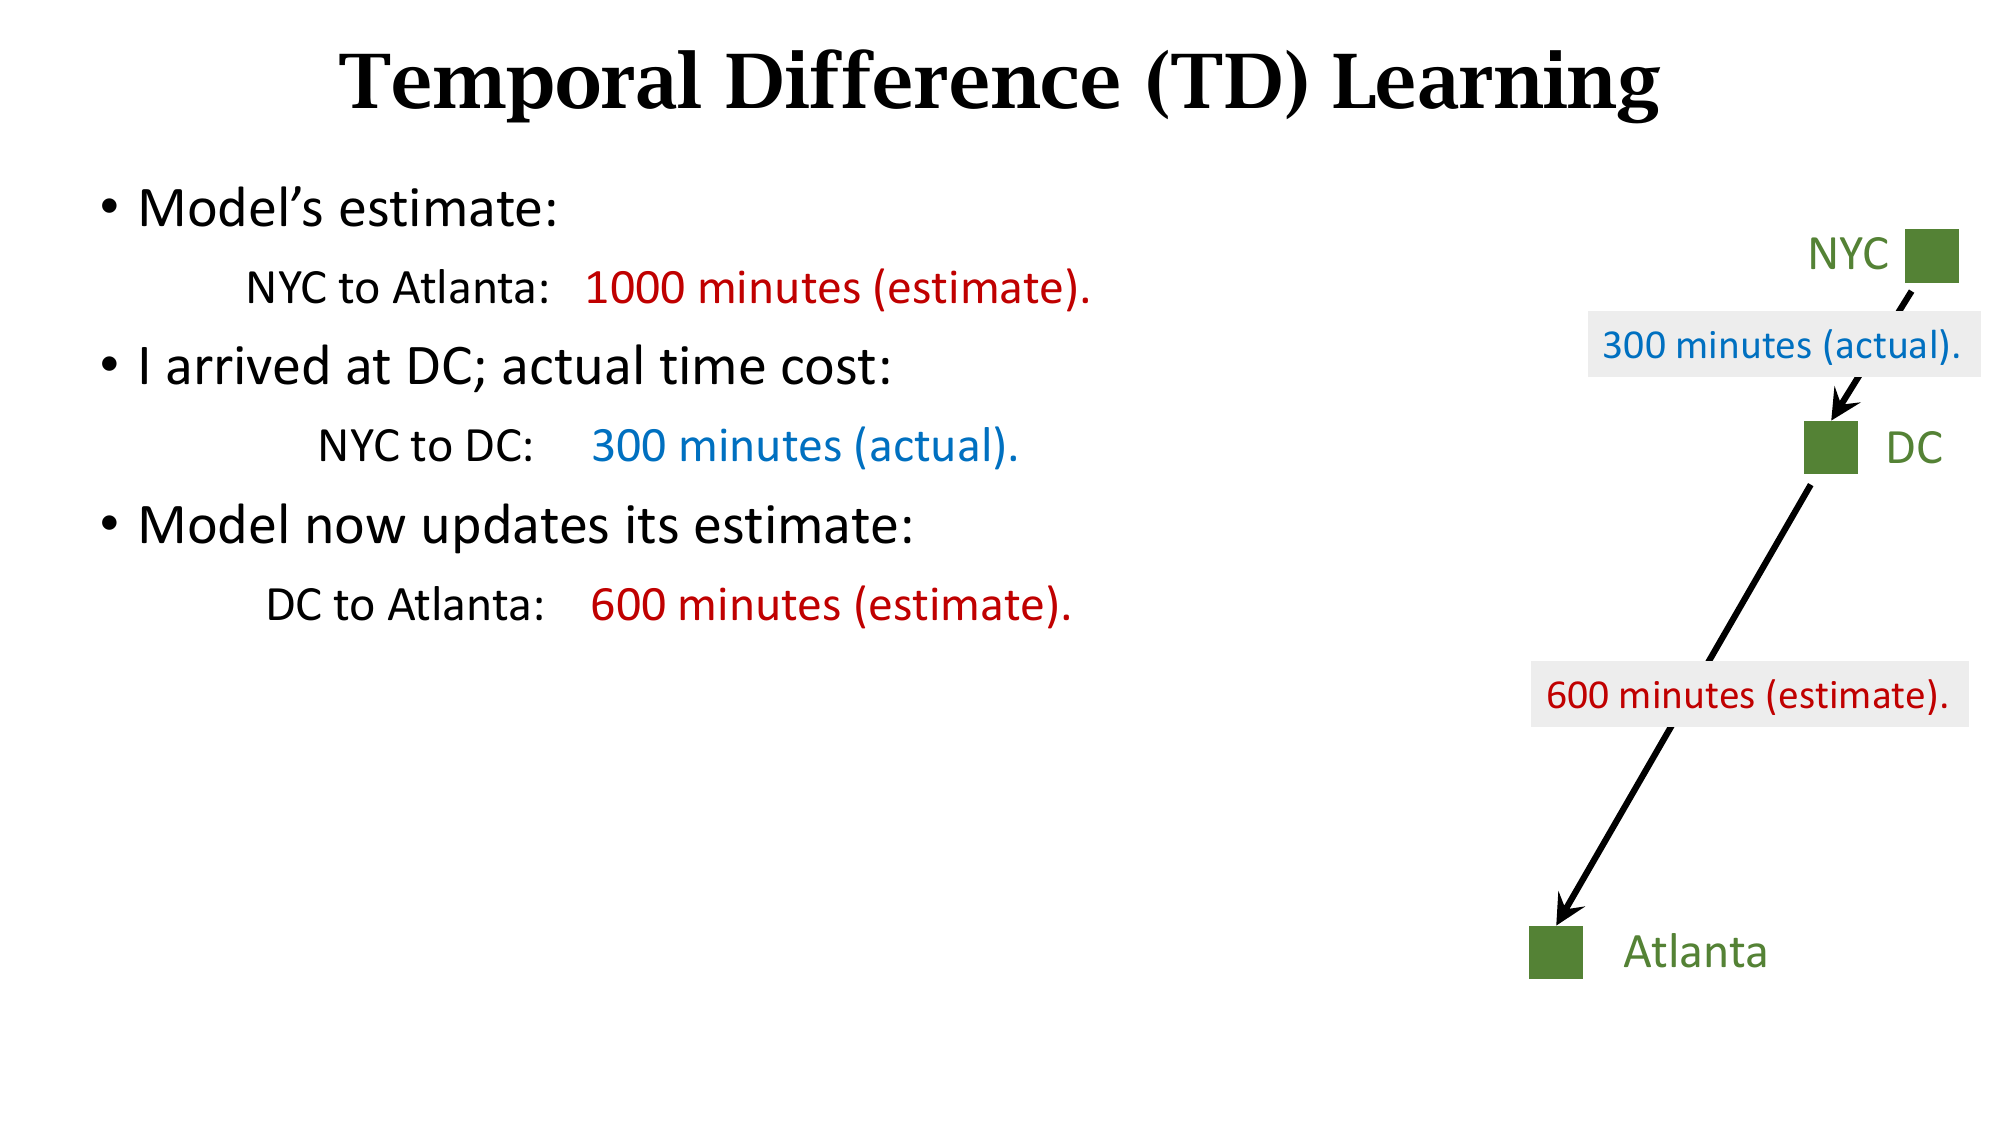 Temporal Difference (TD) Learning
• Model’s estimate:
NYC to Atlanta: 1000 minutes (estimate).
• I arrived at DC; actual time cost:
NYC to DC: 300 minutes (actual).
• Model now updates its estimate:
DC to Atlanta: 600 minutes (estimate).
NYC
300 minutes (actual).
DC
600 minutes (estimate).
Atlanta